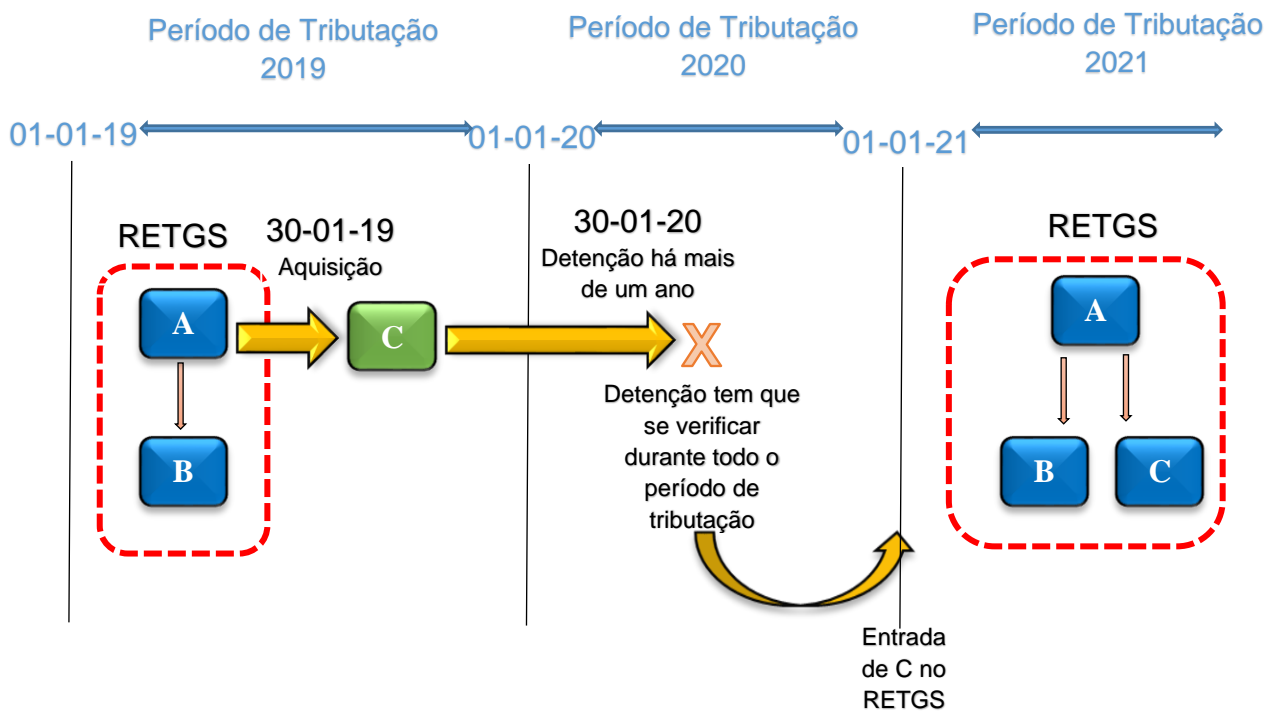 Período de Tributação
2019
Período de Tributação
2020
Período de Tributação
2021
01-01-19
01-01-20
01-01-21
RETGS
30-01-19
Aquisição
30-01-20
Detenção há mais
de um ano
RETGS
A
C
X
A
Detenção tem que
se verificar
durante todo o
período de
tributação
B
B
C
Entrada
de C no
RETGS